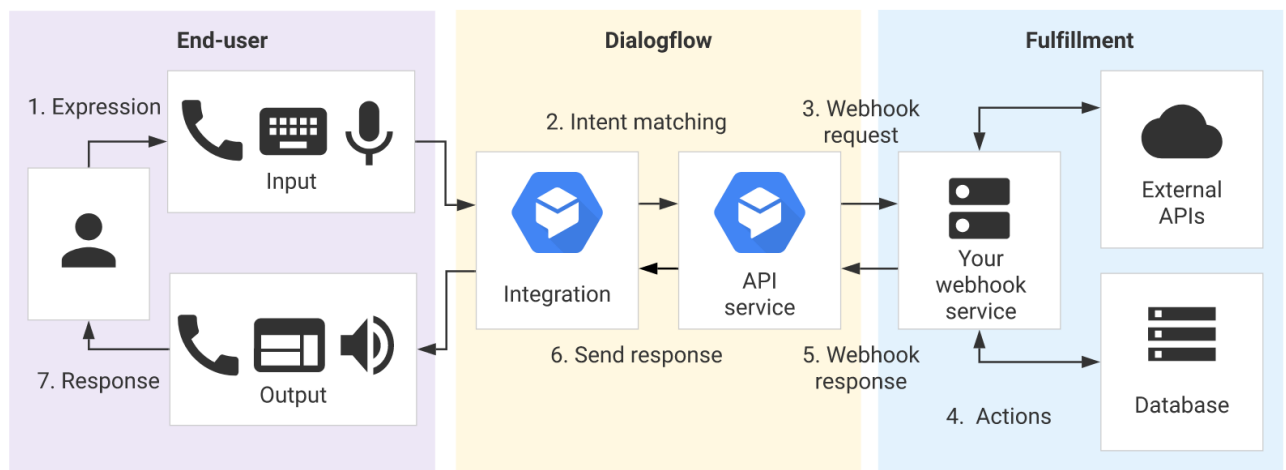 End-user
Dialogflow
Fulfillment
1. Expression
Input
2. Intent matching
3. Webhook
request
External
APIs
Integration
API
service
Your
webhook
service
6. Send response
5. Webhook
response
7. Response
Output
4. Actions
Database